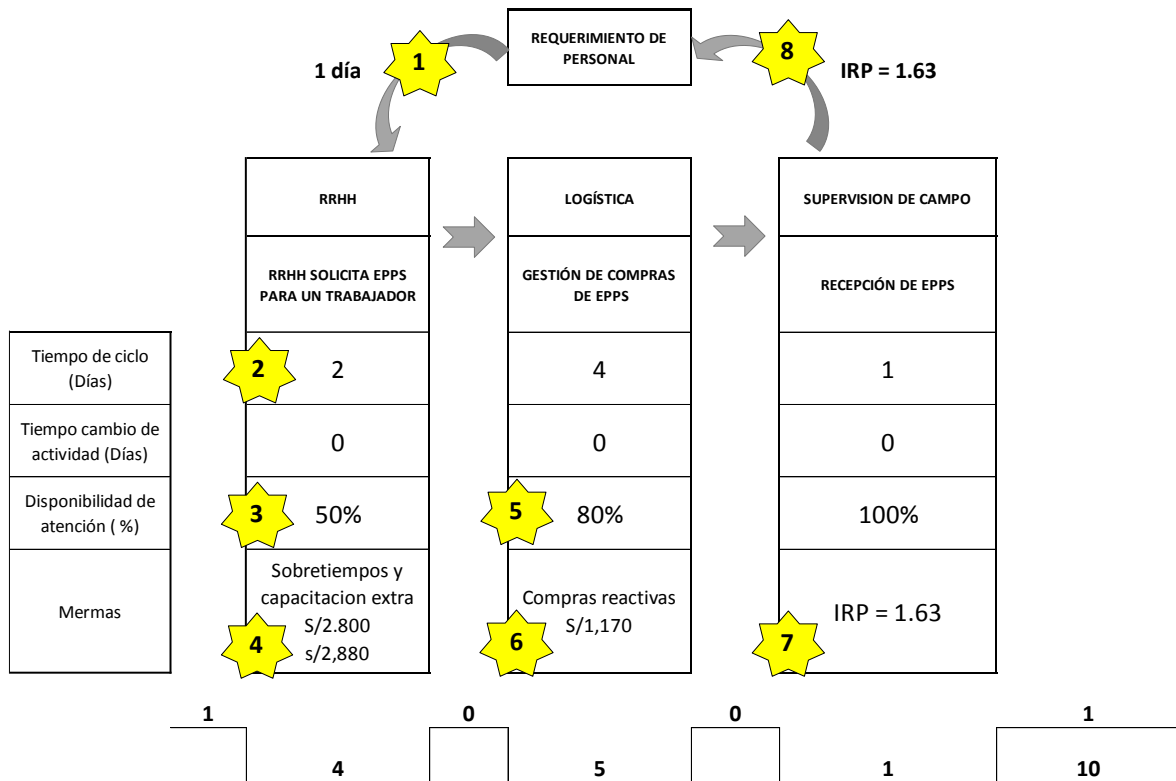 REQUERIMIENTO DE
PERSONAL
1 día
1
8
IRP = 1.63
RRHH
LOGÍSTICA
SUPERVISION DE CAMPO
RRHH SOLICITA EPPS
PARA UN TRABAJADOR
GESTIÓN DE COMPRAS
DE EPPS
RECEPCIÓN DE EPPS
Tiempo de ciclo
(Días)
2
2
4
1
Tiempo cambio de
actividad (Días)
0
0
0
Disponibilidad de
atención ( %)
3
50%
5
80%
100%
Mermas
Sobretiempos y
capacitacion extra
S/2.800
s/2,880
4
Compras reactivas
S/1,170
6
IRP = 1.63
7
1
0
0
1
4
5
1
10